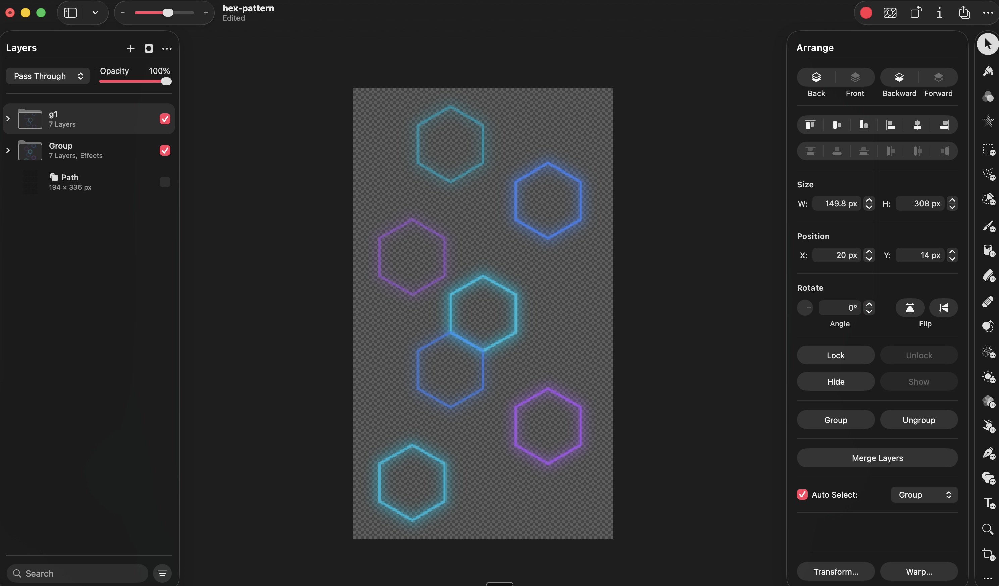 hex-pattern
Edited
Layers
Pass Through
Opacity 100%
g1
7 Layers
Group
7 Layers, Effects
Path
194 × 336 px
Search
Arrange
Back Front Backward Forward
Size
W: 149.8 px H: 308 px
Position
X: 20 px Y: 14 px
Rotate
0°
Angle Flip
Lock Unlock
Hide Show
Group Ungroup
Merge Layers
Auto Select: Group
Transform... Warp...